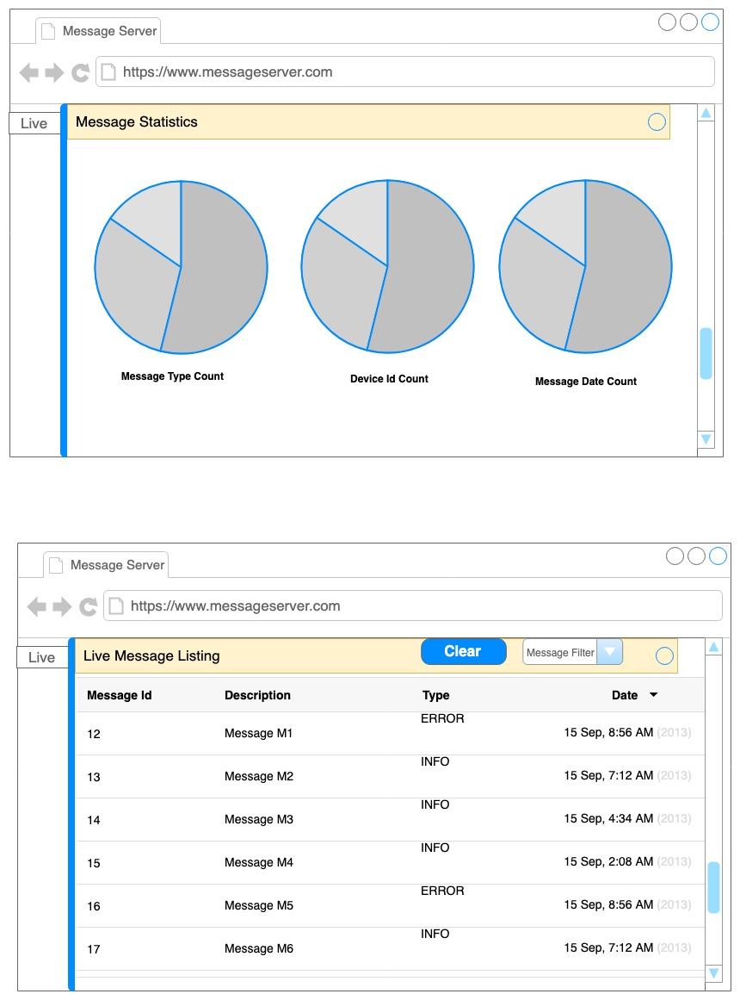 Message Server
https://www.messageserver.com
Live
Message Statistics
Message Type Count
Device Id Count
Message Date Count
Message Server
https://www.messageserver.com
Live
Live Message Listing Clear Message Filter
Message Id Description Type Date
12 Message M1 ERROR 15 Sep, 8:56 AM (2013)
13 Message M2 INFO 15 Sep, 7:12 AM (2013)
14 Message M3 INFO 15 Sep, 4:34 AM (2013)
15 Message M4 INFO 15 Sep, 2:08 AM (2013)
16 Message M5 ERROR 15 Sep, 8:56 AM (2013)
17 Message M6 INFO 15 Sep, 7:12 AM (2013)